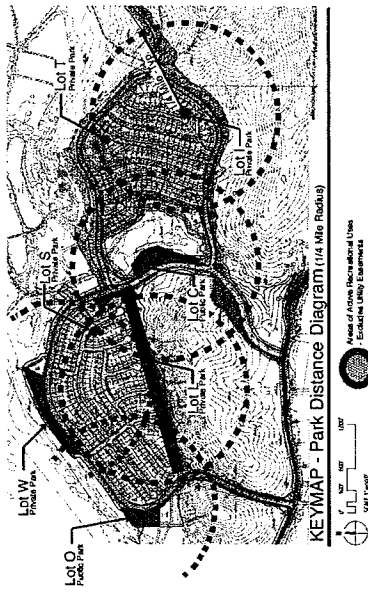 Lot W
Private Park
Lot O
Public Park
Lot S
Private Park
Lot L
Private Park
Lot C
Public Park
Lot T
Private Park
Lot I
Private Park
KEYMAP - Park Distance Diagram (1/4 Mile Radius)
Areas of Active Recreational Uses
- Excludes Utility Easements